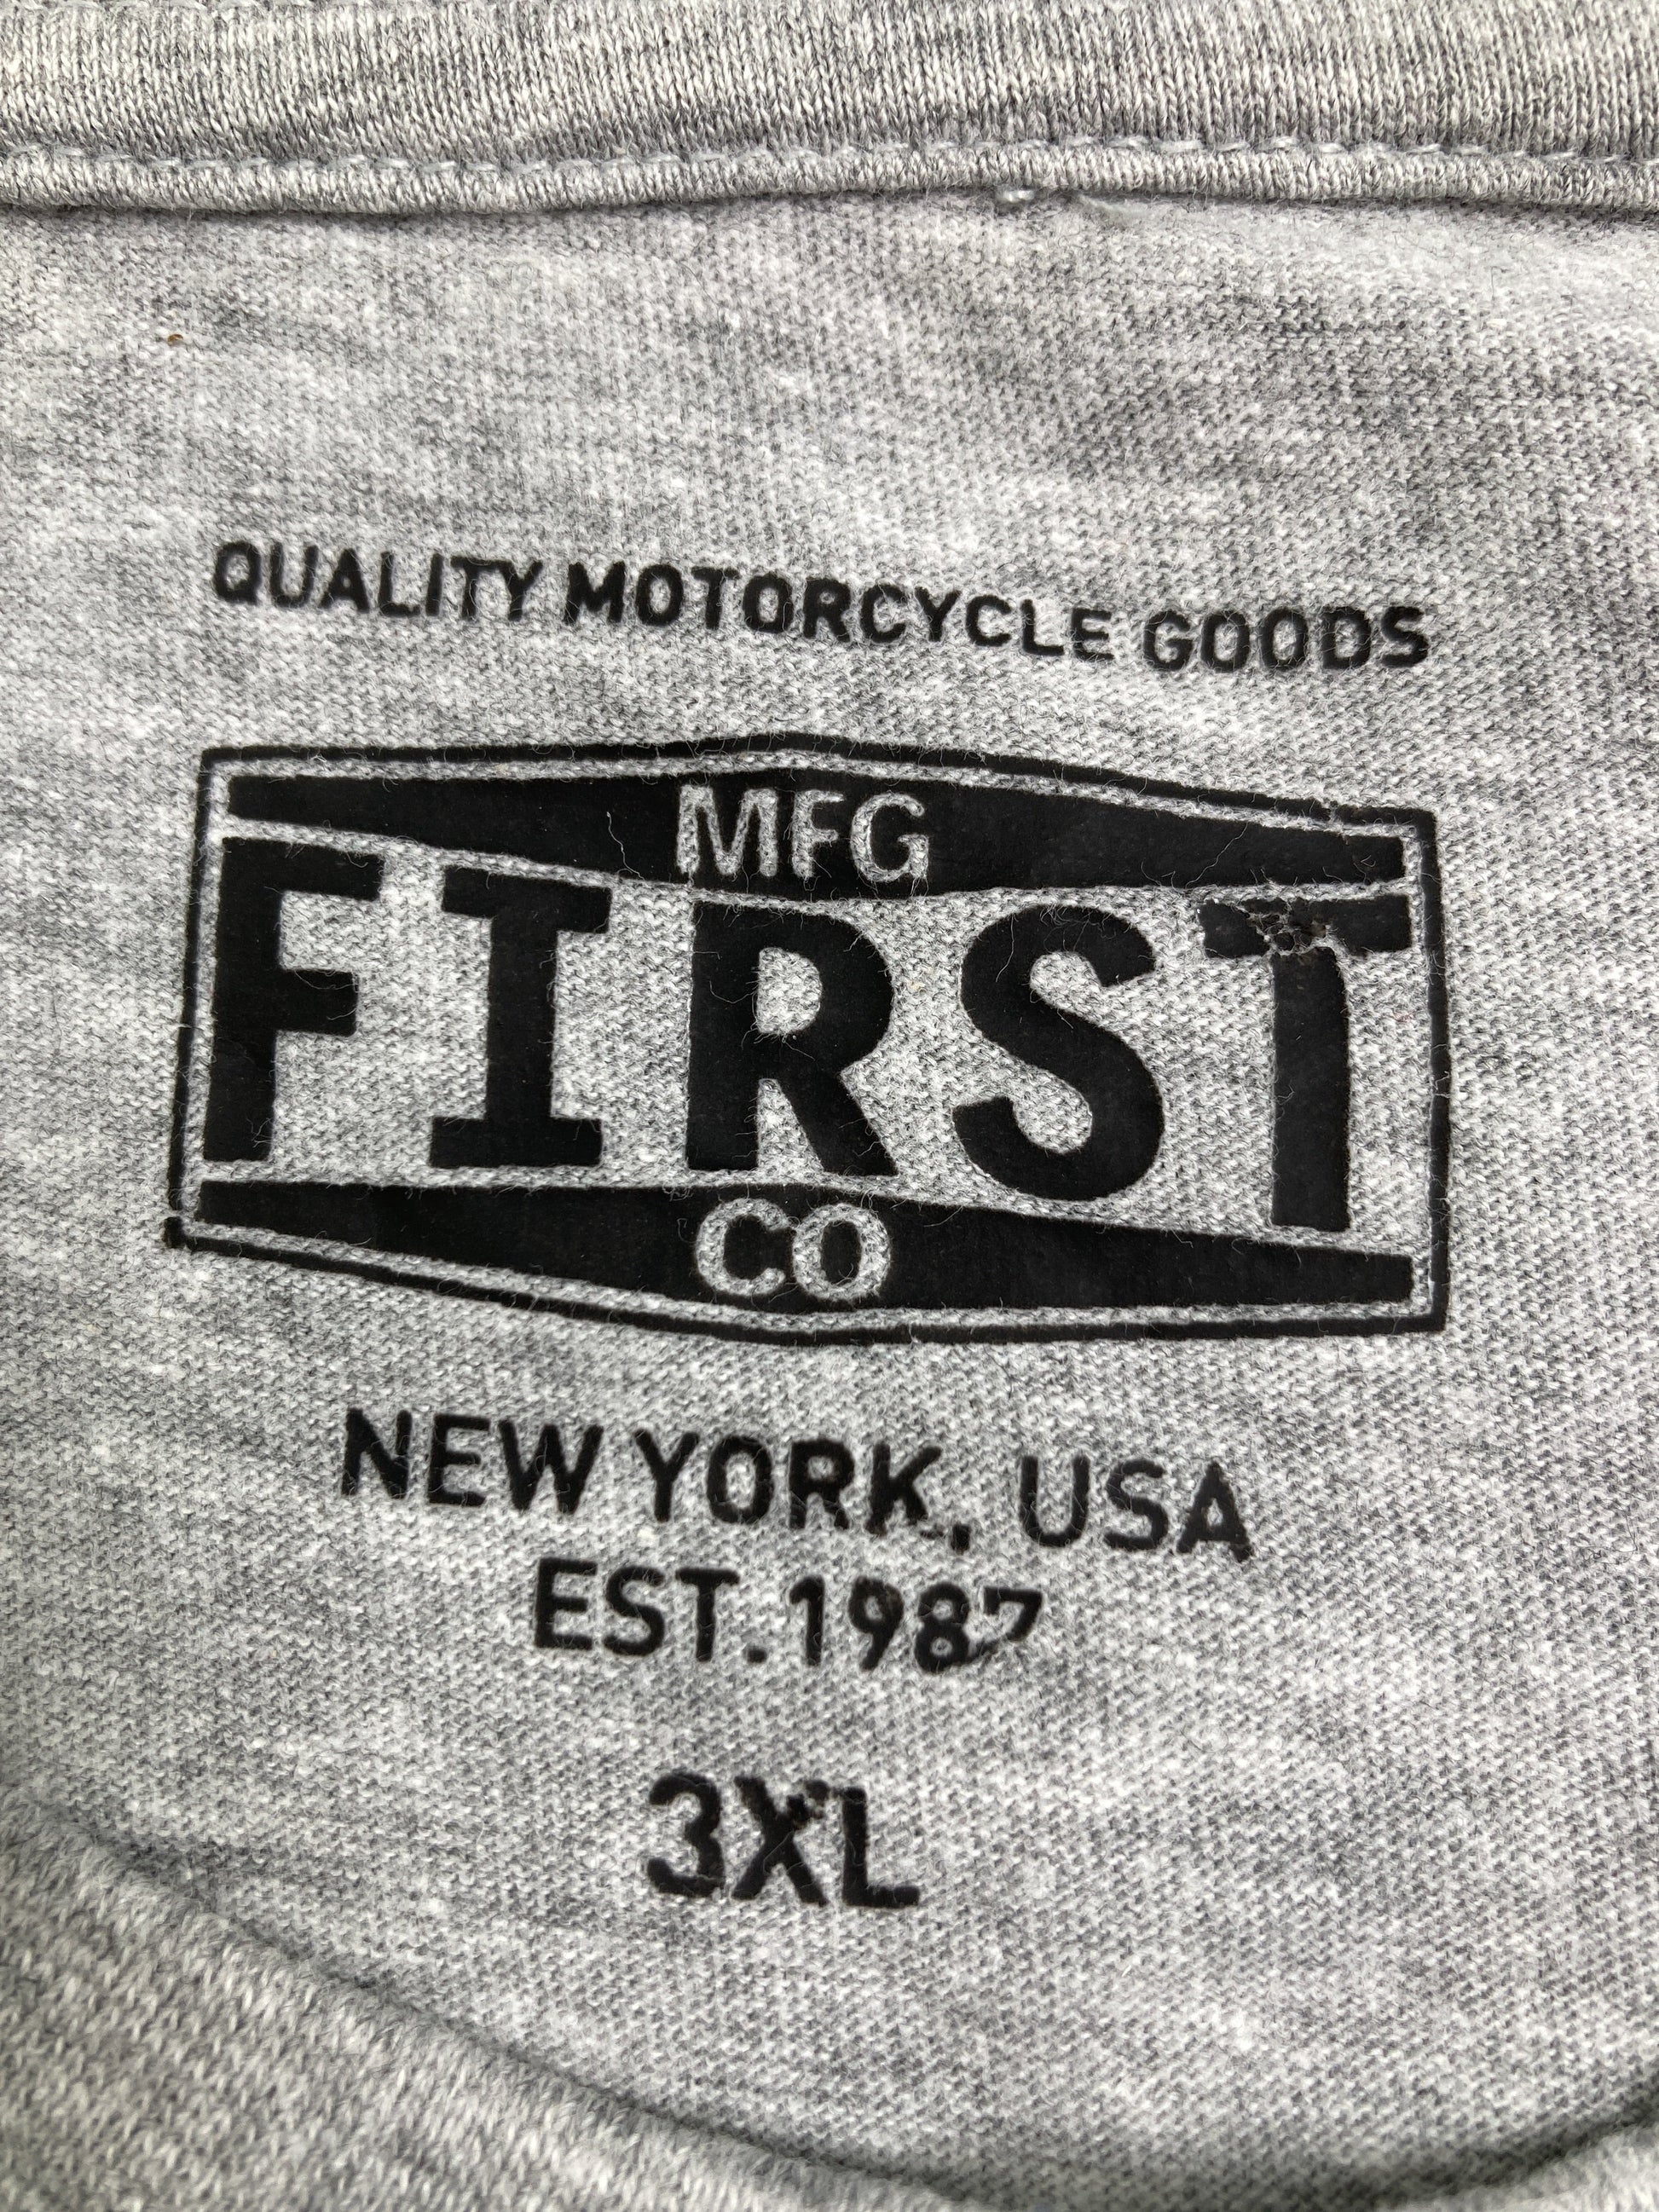 QUALITY MOTORCYCLE GOODS
MFG
FIRST
CO
NEW YORK, USA
EST.1987
3XL